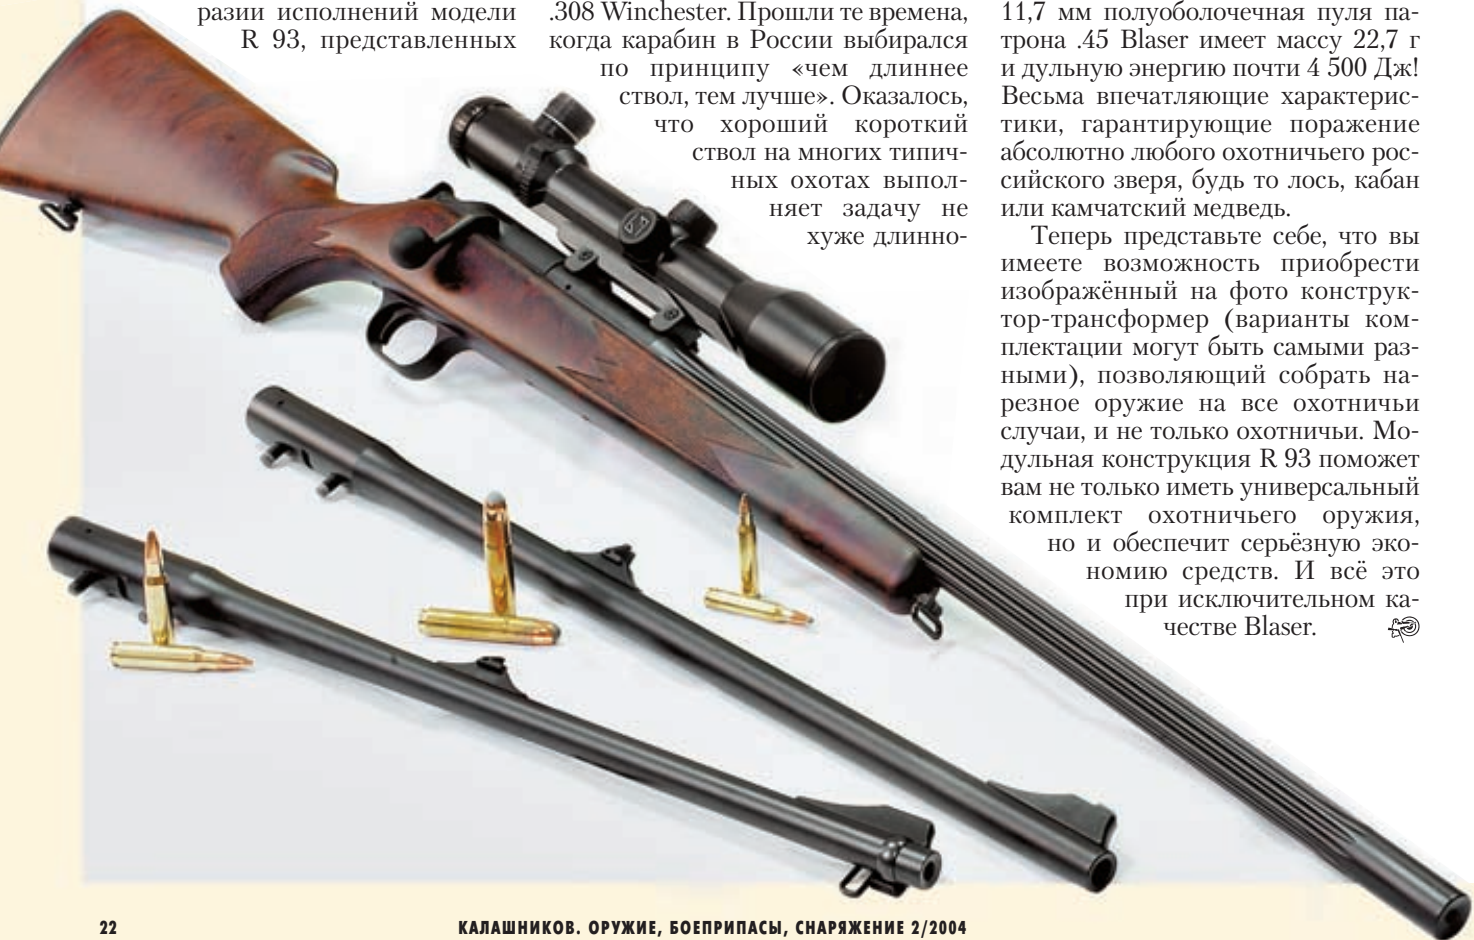 разии исполнений модели
R 93, представленных
.308 Winchester. Прошли те времена,
когда карабин в России выбирался
по принципу «чем длиннее
ствол, тем лучше». Оказалось,
что хороший короткий
ствол на многих типич-
ных охотах выпол-
няет задачу не
хуже длинно-
11,7 мм полуоболочечная пуля па-
трона .45 Blaser имеет массу 22,7 г
и дульную энергию почти 4 500 Дж!
Весьма впечатляющие характерис-
тики, гарантирующие поражение
абсолютно любого охотничьего рос-
сийского зверя, будь то лось, кабан
или камчатский медведь.
Теперь представьте себе, что вы
имеете возможность приобрести
изображённый на фото конструк-
тор-трансформер (варианты ком-
плектации могут быть самыми раз-
ными), позволяющий собрать на-
резное оружие на все охотничьи
случаи, и не только охотничьи. Мо-
дульная конструкция R 93 поможет
вам не только иметь универсальный
комплект охотничьего оружия,
но и обеспечит серьёзную эко-
номию средств. И всё это
при исключительном ка-
честве Blaser.
22
КАЛАШНИКОВ. ОРУЖИЕ, БОЕПРИПАСЫ, СНАРЯЖЕНИЕ 2/2004